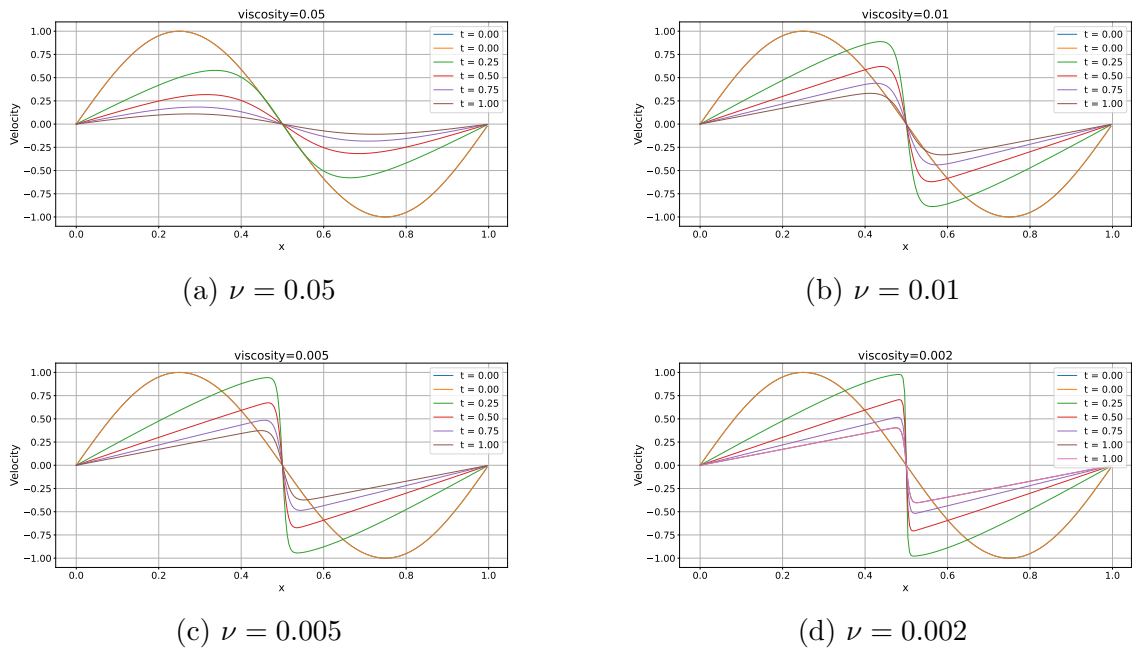 viscosity=0.05
1.00
0.75
0.50
0.25
0.00
−0.25
−0.50
−0.75
−1.00
Velocity
0.0 0.2 0.4 0.6 0.8 1.0
x
t = 0.00
t = 0.00
t = 0.25
t = 0.50
t = 0.75
t = 1.00
(a) ν = 0.05
viscosity=0.01
1.00
0.75
0.50
0.25
0.00
−0.25
−0.50
−0.75
−1.00
Velocity
0.0 0.2 0.4 0.6 0.8 1.0
x
t = 0.00
t = 0.00
t = 0.25
t = 0.50
t = 0.75
t = 1.00
(b) ν = 0.01
viscosity=0.005
1.00
0.75
0.50
0.25
0.00
−0.25
−0.50
−0.75
−1.00
Velocity
0.0 0.2 0.4 0.6 0.8 1.0
x
t = 0.00
t = 0.00
t = 0.25
t = 0.50
t = 0.75
t = 1.00
(c) ν = 0.005
viscosity=0.002
1.00
0.75
0.50
0.25
0.00
−0.25
−0.50
−0.75
−1.00
Velocity
0.0 0.2 0.4 0.6 0.8 1.0
x
t = 0.00
t = 0.00
t = 0.25
t = 0.50
t = 0.75
t = 1.00
t = 1.00
(d) ν = 0.002